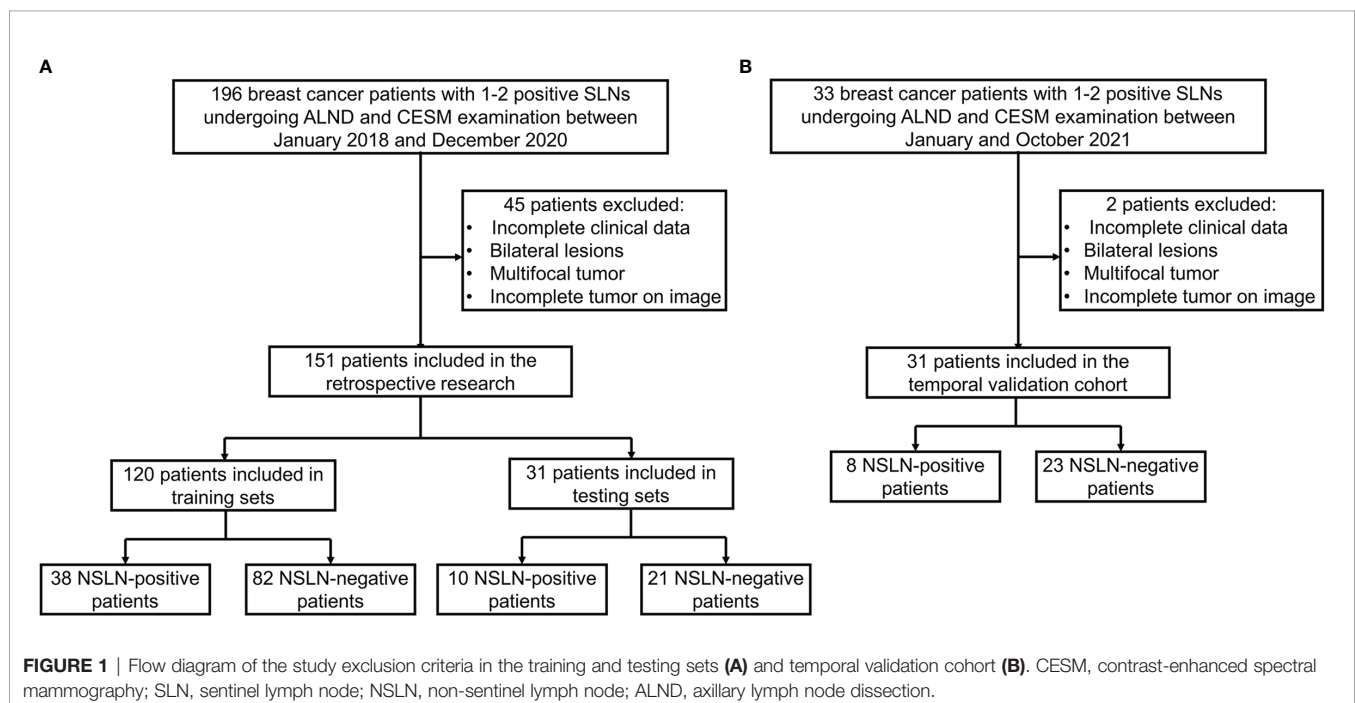 A
196 breast cancer patients with 1-2 positive SLNs
undergoing ALND and CESM examination between
January 2018 and December 2020
45 patients excluded:
• Incomplete clinical data
• Bilateral lesions
• Multifocal tumor
• Incomplete tumor on image
151 patients included in the
retrospective research
120 patients included in
training sets
31 patients included in
testing sets
38 NSLN-positive
patients
82 NSLN-negative
patients
10 NSLN-positive
patients
21 NSLN-negative
patients
B
33 breast cancer patients with 1-2 positive SLNs
undergoing ALND and CESM examination between
January and October 2021
2 patients excluded:
• Incomplete clinical data
• Bilateral lesions
• Multifocal tumor
• Incomplete tumor on image
31 patients included in the
temporal validation cohort
8 NSLN-positive
patients
23 NSLN-negative
patients
FIGURE 1 | Flow diagram of the study exclusion criteria in the training and testing sets (A) and temporal validation cohort (B). CESM, contrast-enhanced spectral
mammography; SLN, sentinel lymph node; NSLN, non-sentinel lymph node; ALND, axillary lymph node dissection.